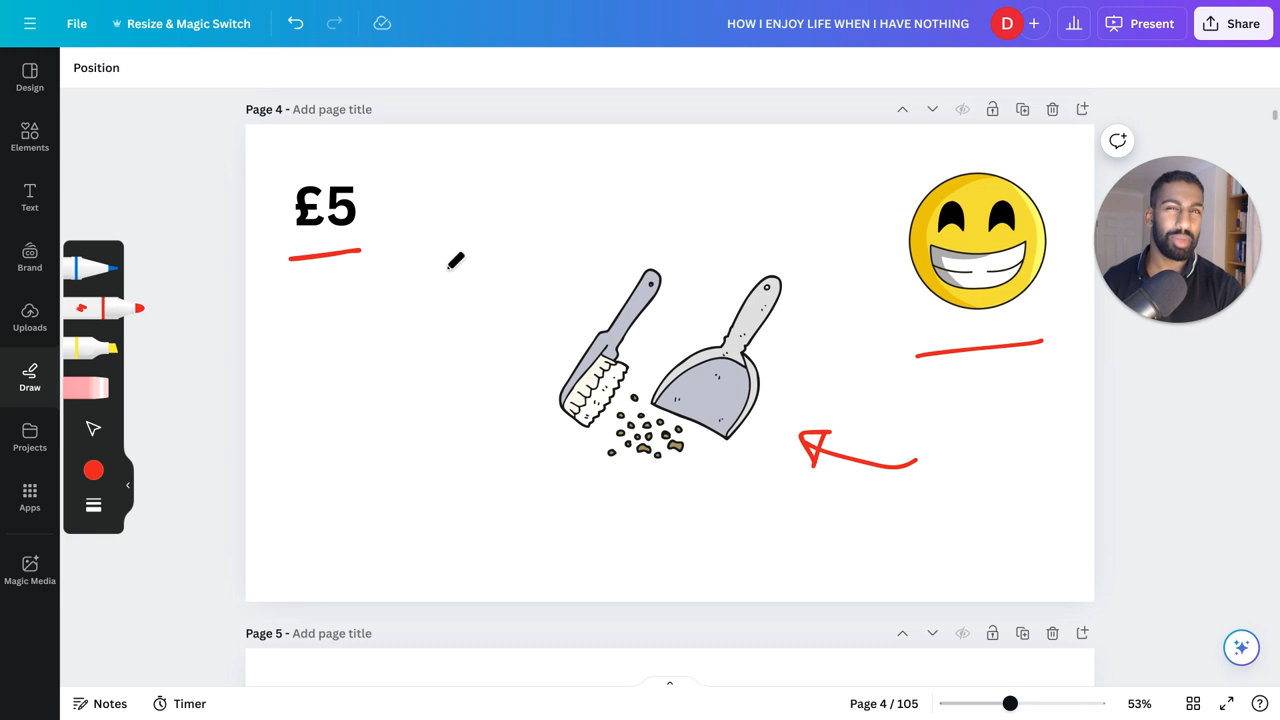 File
Resize & Magic Switch
HOW I ENJOY LIFE WHEN I HAVE NOTHING
D
Present
Share
Position
Design
Elements
Text
Brand
Uploads
Draw
Projects
Apps
Magic Media
Page 4 - Add page title
£5
Page 5 - Add page title
Notes
Timer
Page 4 / 105
53%